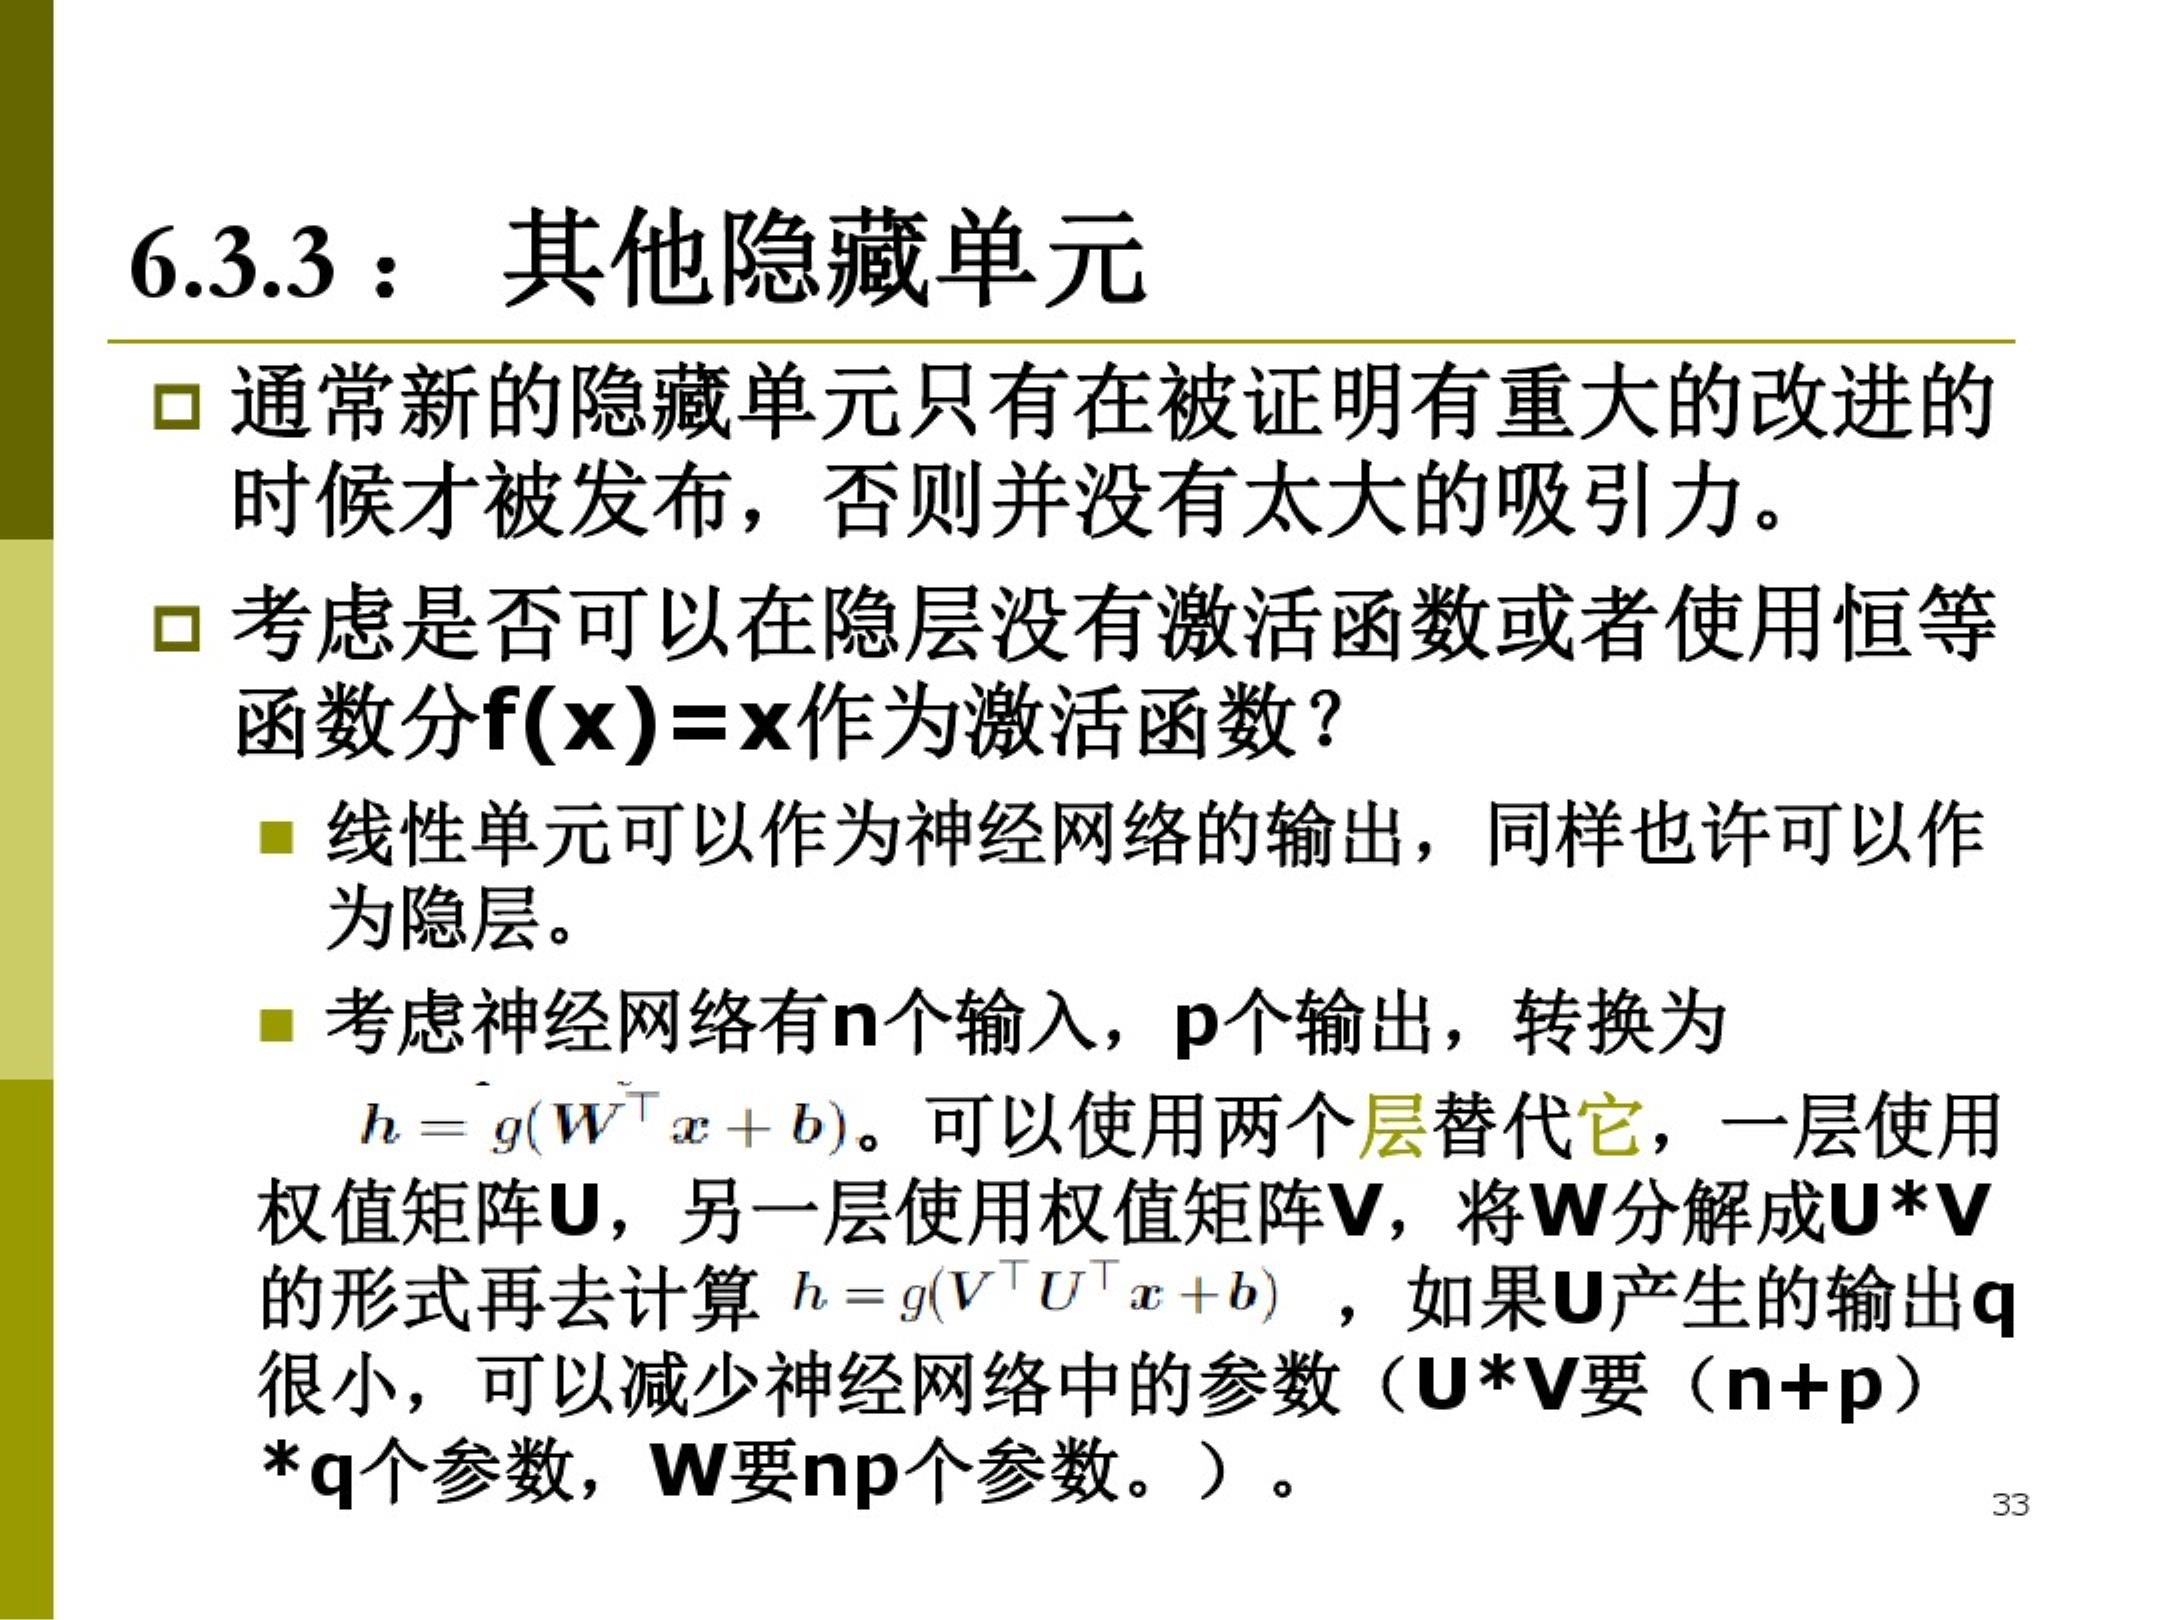 6.3.3： 其他隐藏单元
通常新的隐藏单元只有在被证明有重大的改进的
时候才被发布，否则并没有太大的吸引力。
考虑是否可以在隐层没有激活函数或者使用恒等
函数分f(x)=x作为激活函数？
线性单元可以作为神经网络的输出，同样也许可以作
为隐层。
考虑神经网络有n个输入，p个输出，转换为
h = g(W⊤x + b)。可以使用两个层替代它，一层使用
权值矩阵U，另一层使用权值矩阵V，将W分解成U*V
的形式再去计算 h = g(V⊤U⊤x + b) ，如果U产生的输出q
很小，可以减少神经网络中的参数（U*V要（n+p）
*q个参数，W要np个参数。）。
33